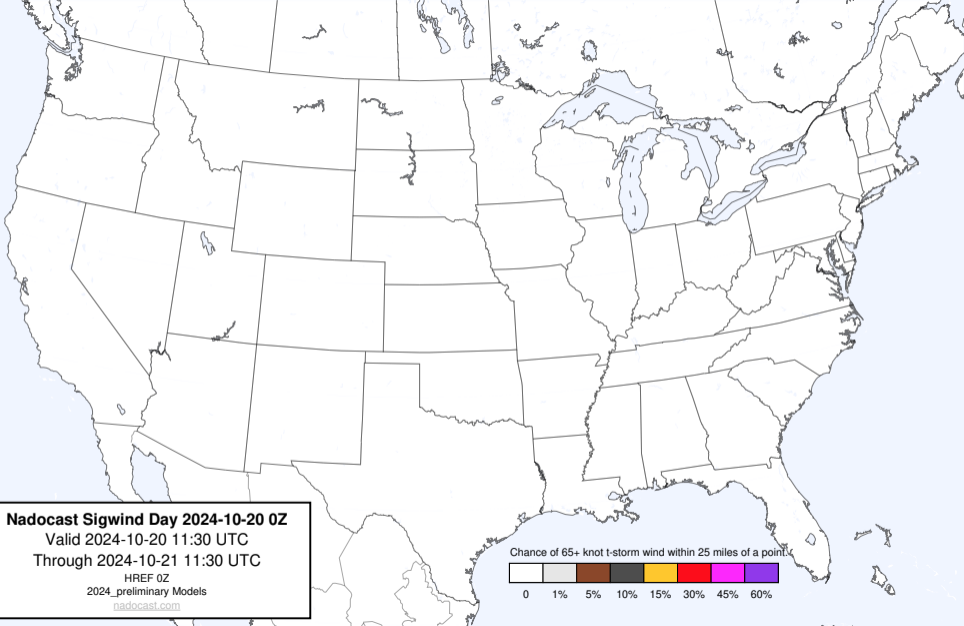 Nadocast Sigwind Day 2024-10-20 0Z
Valid 2024-10-20 11:30 UTC
Through 2024-10-21 11:30 UTC
HREF 0Z
2024_preliminary Models
nadocast.com
Chance of 65+ knot t-storm wind within 25 miles of a point.
0 1% 5% 10% 15% 30% 45% 60%